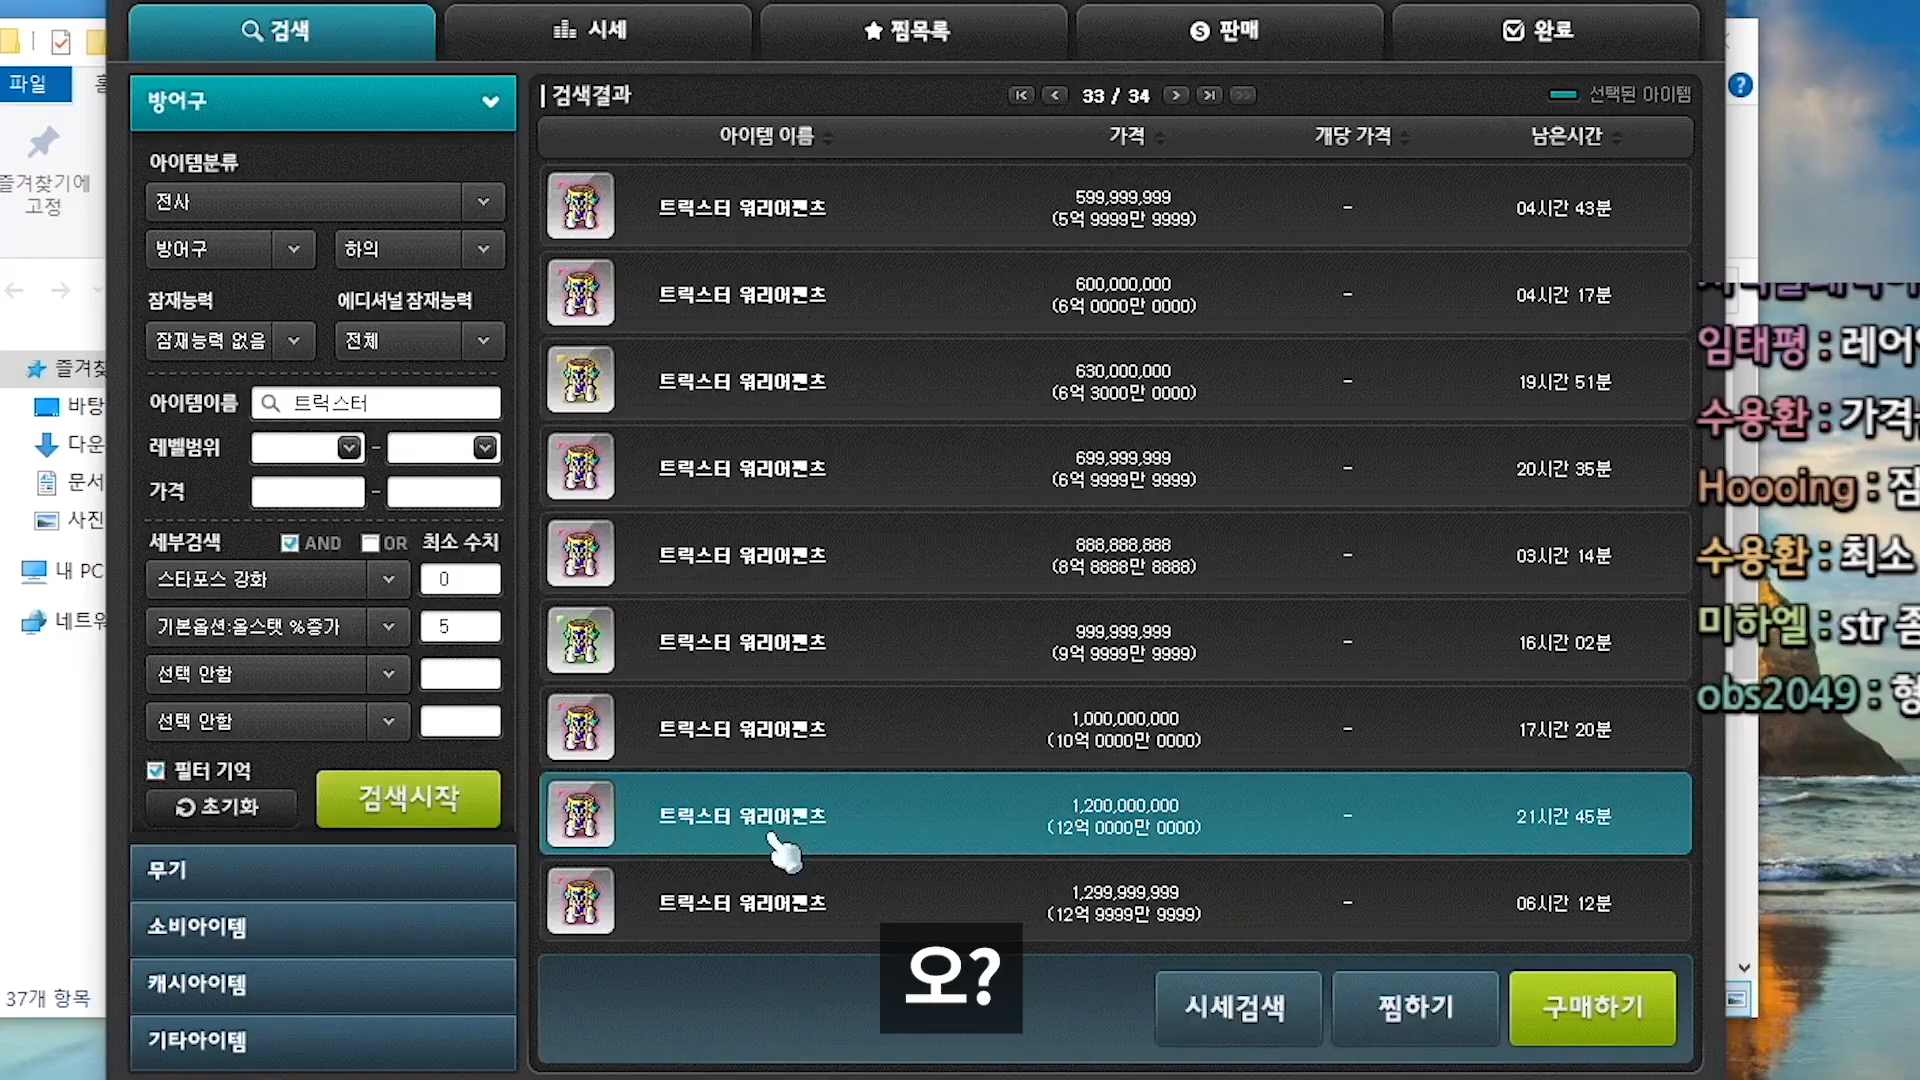 검색
시세
찜목록
판매
완료
파일
홈
즐겨찾기에
고정
즐겨찾
바탕
다운
문서
사진
내 PC
네트워
37개 항목
방어구
아이템분류
전사
방어구
하의
잠재능력
에디셔널 잠재능력
잠재능력 없음
전체
아이템이름
트릭스터
레벨범위
-
가격
-
세부검색
AND
OR
최소 수치
스타포스 강화
0
기본옵션:올스탯 %증가
5
선택 안함
선택 안함
필터 기억
초기화
검색시작
무기
소비아이템
캐시아이템
기타아이템
검색결과
33 / 34
선택된 아이템
아이템 이름
가격
개당 가격
남은시간
트릭스터 워리어팬츠
599,999,999
(5억 9999만 9999)
-
04시간 43분
트릭스터 워리어팬츠
600,000,000
(6억 0000만 0000)
-
04시간 17분
트릭스터 워리어팬츠
630,000,000
(6억 3000만 0000)
-
19시간 51분
트릭스터 워리어팬츠
699,999,999
(6억 9999만 9999)
-
20시간 35분
트릭스터 워리어팬츠
888,888,888
(8억 8888만 8888)
-
03시간 14분
트릭스터 워리어팬츠
999,999,999
(9억 9999만 9999)
-
16시간 02분
트릭스터 워리어팬츠
1,000,000,000
(10억 0000만 0000)
-
17시간 20분
트릭스터 워리어팬츠
1,200,000,000
(12억 0000만 0000)
-
21시간 45분
트릭스터 워리어팬츠
1,299,999,999
(12억 9999만 9999)
-
06시간 12분
오?
시세검색
찜하기
구매하기
임태평 : 레어
수용환 : 가격
Hoooing : 잠
수용환 : 최소
미하엘 : str 좀
obs2049 : 형